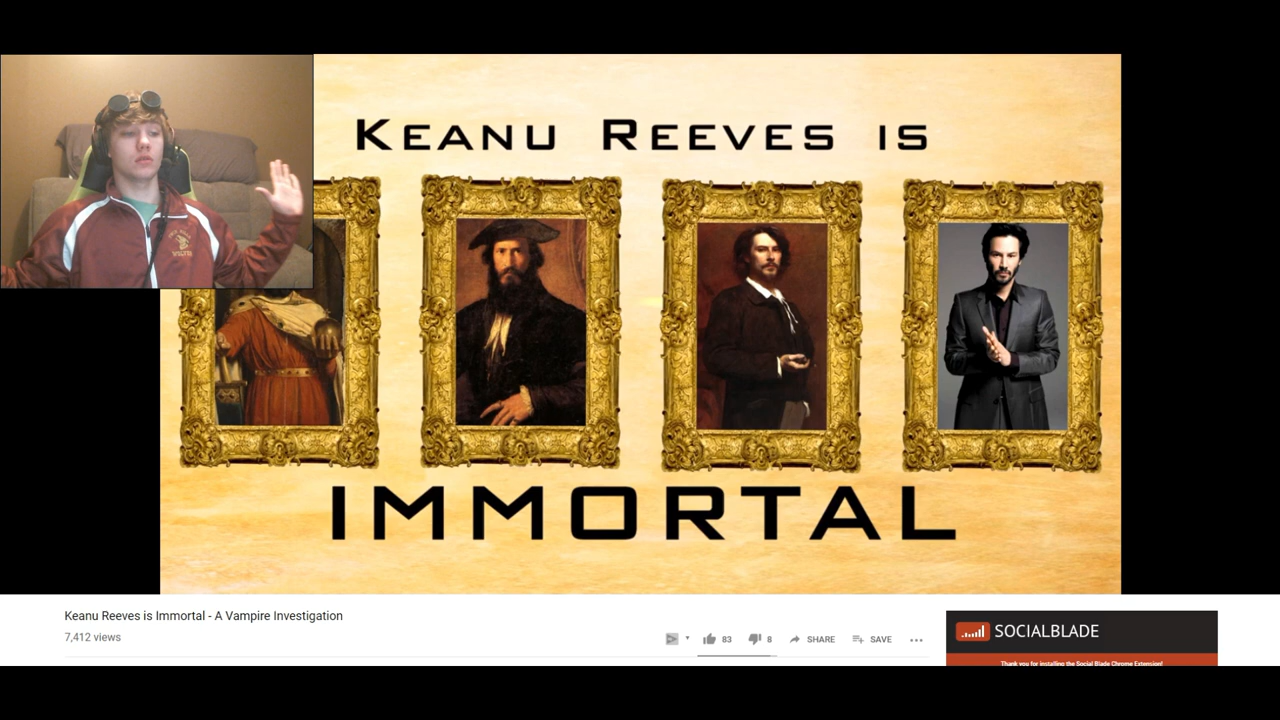 KEANU REEVES IS
IMMORTAL
Keanu Reeves is Immortal - A Vampire Investigation
7,412 views
83
8
SHARE
SAVE
SOCIALBLADE
Thank you for installing the Social Blade Chrome Extension!